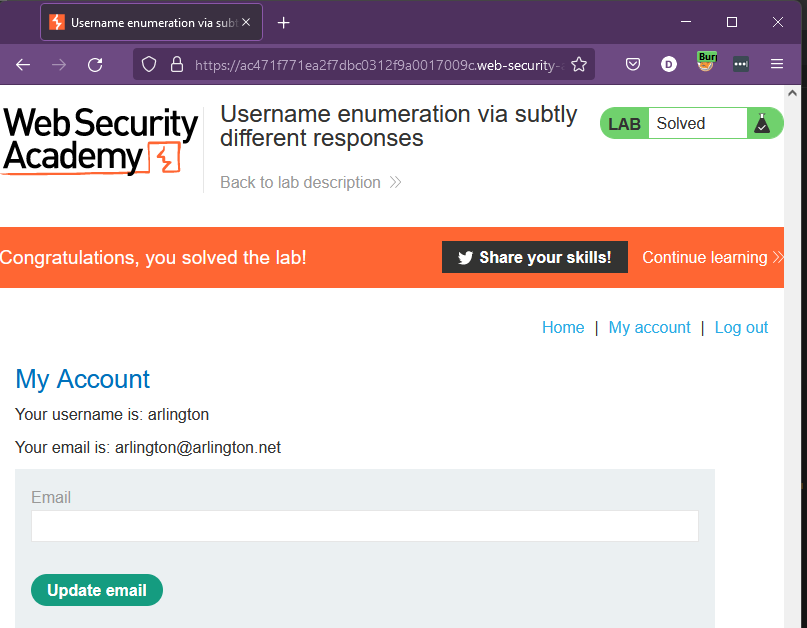 Username enumeration via subt
https://ac471f771ea2f7dbc0312f9a0017009c.web-security-
D
Burp
Web Security
Academy
Username enumeration via subtly
different responses
Back to lab description
LAB Solved
Congratulations, you solved the lab!
Share your skills!
Continue learning
Home | My account | Log out
My Account
Your username is: arlington
Your email is: arlington@arlington.net
Email
Update email